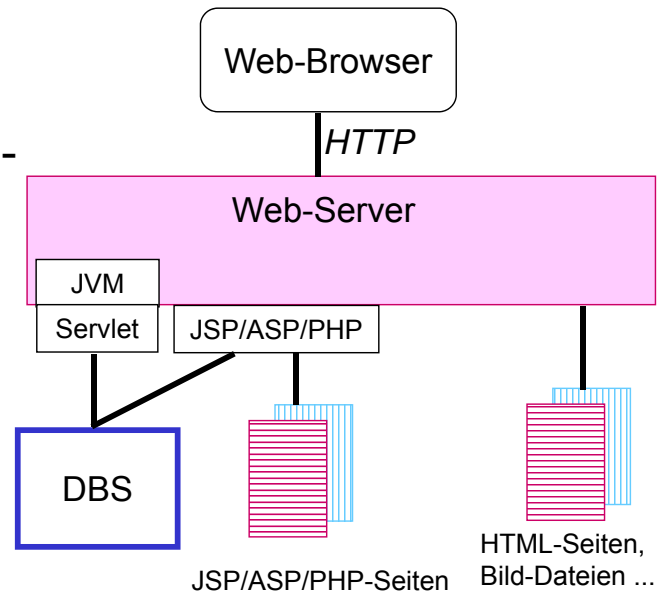 Web-Browser
HTTP
-
Web-Server
JVM
Servlet
JSP/ASP/PHP
DBS
JSP/ASP/PHP-Seiten
HTML-Seiten,
Bild-Dateien ...